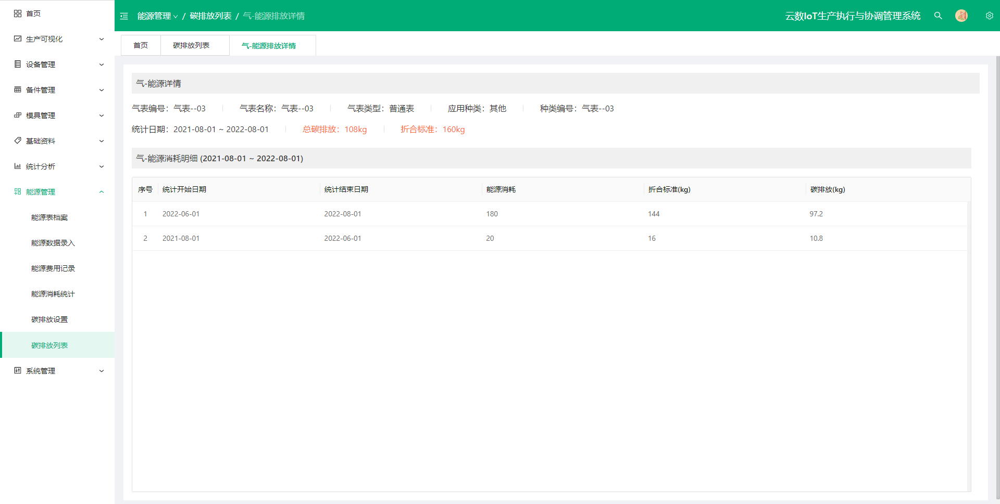 首页
生产可视化
设备管理
备件管理
模具管理
基础资料
统计分析
能源管理
能源表档案
能源数据录入
能源费用记录
能源消耗统计
碳排放设置
碳排放列表
系统管理
能源管理 / 碳排放列表 / 气-能源排放详情
云数IoT生产执行与协调管理系统
首页 碳排放列表 气-能源排放详情
气-能源详情
气表编号：气表--03 气表名称：气表--03 气表类型：普通表 应用种类：其他 种类编号：气表--03
统计日期：2021-08-01 ~ 2022-08-01 总碳排放：108kg 折合标准：160kg
气-能源消耗明细 (2021-08-01 ~ 2022-08-01)
序号 统计开始日期 统计结束日期 能源消耗 折合标准(kg) 碳排放(kg)
1 2022-06-01 2022-08-01 180 144 97.2
2 2021-08-01 2022-06-01 20 16 10.8